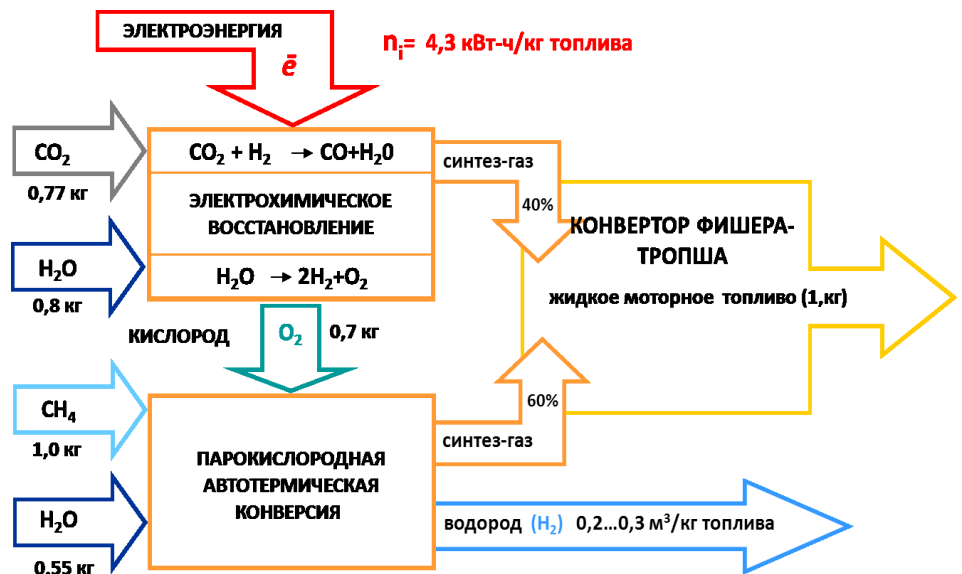 ЭЛЕКТРОЭНЕРГИЯ
ē
nᵢ= 4,3 кВт-ч/кг топлива
CO₂
0,77 кг
CO₂ + H₂ → CO+H₂0
ЭЛЕКТРОХИМИЧЕСКОЕ
ВОССТАНОВЛЕНИЕ
H₂O → 2H₂+O₂
H₂O
0,8 кг
синтез-газ
40%
КОНВЕРТОР ФИШЕРА-
ТРОПША
жидкое моторное топливо (1,кг)
КИСЛОРОД
O₂
0,7 кг
CH₄
1,0 кг
ПАРОКИСЛОРОДНАЯ
АВТОТЕРМИЧЕСКАЯ
КОНВЕРСИЯ
H₂O
0,55 кг
60%
синтез-газ
водород (H₂) 0,2...0,3 м³/кг топлива